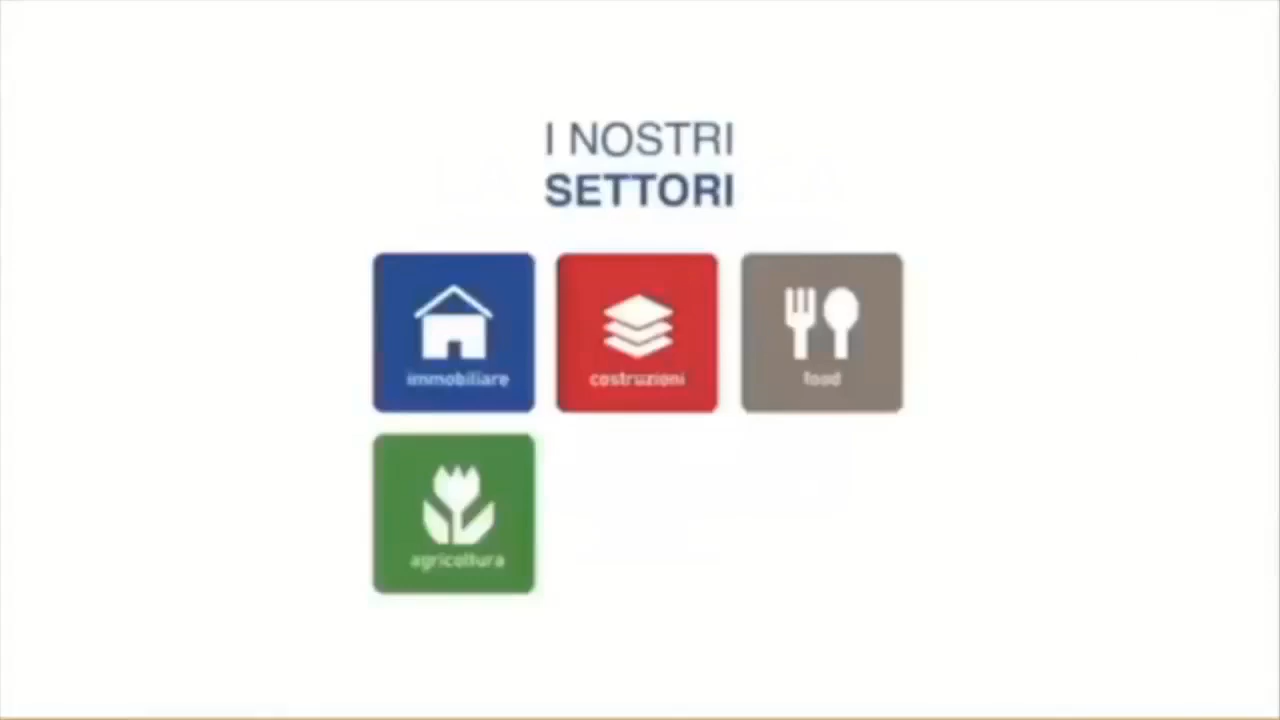 I NOSTRI
SETTORI
immobiliare
costruzioni
food
agricoltura